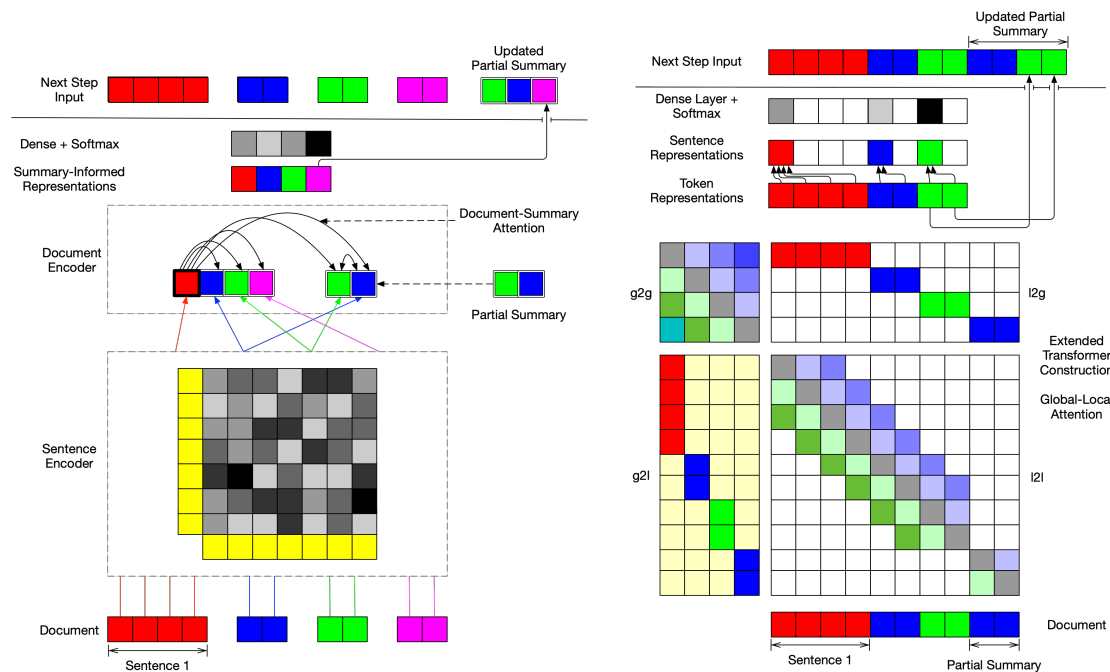 Next Step
Input
Updated
Partial Summary
Dense + Softmax
Summary-Informed
Representations
Document
Encoder
Document-Summary
Attention
Partial Summary
Sentence
Encoder
Document
Sentence 1
Updated Partial
Summary
Next Step Input
Dense Layer +
Softmax
Sentence
Representations
Token
Representations
g2g
l2g
Extended
Transformer
Construction
Global-Local
Attention
g2l
l2l
Document
Sentence 1
Partial Summary